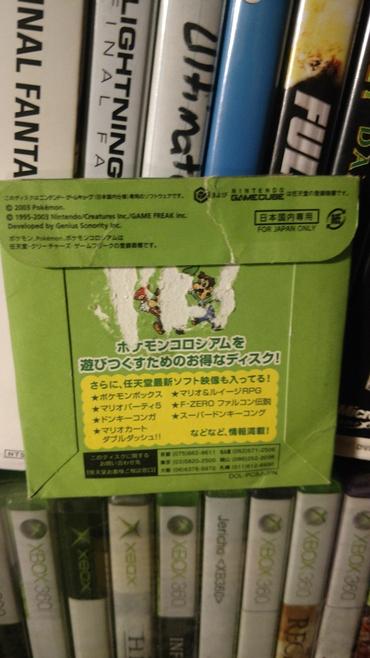 INAL FANTA
LIGHTNING
FINAL FA
Ultimat
FU
このディスクはニンテンドーゲームキューブ(日本国内仕様)専用のソフトウェアです。
© 2003 Pokémon.
© 1995-2003 Nintendo/Creatures Inc./GAME FREAK inc.
Developed by Genius Sonority Inc.
ポケモン、Pokémon、ポケモンコロシアムは
任天堂・クリーチャーズ・ゲームフリークの登録商標です。
および NINTENDO GAMECUBE は任天堂の登録商標です。
日本国内専用
FOR JAPAN ONLY
紙
ポケモンコロシアムを
遊びつくすためのお得なディスク!
さらに、任天堂最新ソフト映像も入ってる!
★ポケモンボックス ★マリオ&ルイージRPG
★マリオパーティ5 ★F-ZERO ファルコン伝説
★ドンキーコンガ ★スーパードンキーコング
★マリオカート
ダブルダッシュ!! などなど、情報満載!
このディスクに関する
お問い合わせ先
XBOX 360
XBOX
XBOX
XBOX 360
INF
Jericho <XB360>
XBOX 360
XBOX 360
XBOX 360